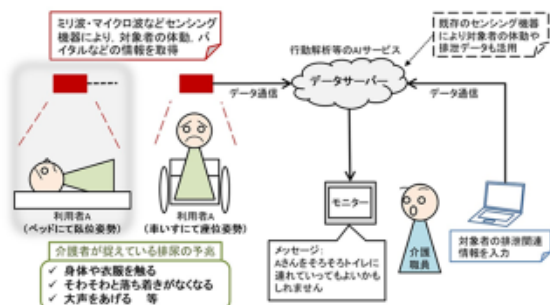 ミリ波・マイクロ波などセンシング
機器により、対象者の体動、バ
イタルなどの情報を取得
既存のセンシング機器
により対象者の体動や
排泄データも活用
行動解析等のAIサービス
データサーバー
データ通信
データ通信
利用者A
(ベッドにて臥位姿勢)
利用者A
(車いすにて座位姿勢)
モニター
介護
職員
対象者の排泄関連
情報を入力
メッセージ:
Aさんをそろそろトイレに
連れていってもよいかも
しれません
介護者が捉えている排尿の予兆
✓ 身体や衣服を触る
✓ そわそわと落ち着きがなくなる
✓ 大声をあげる 等